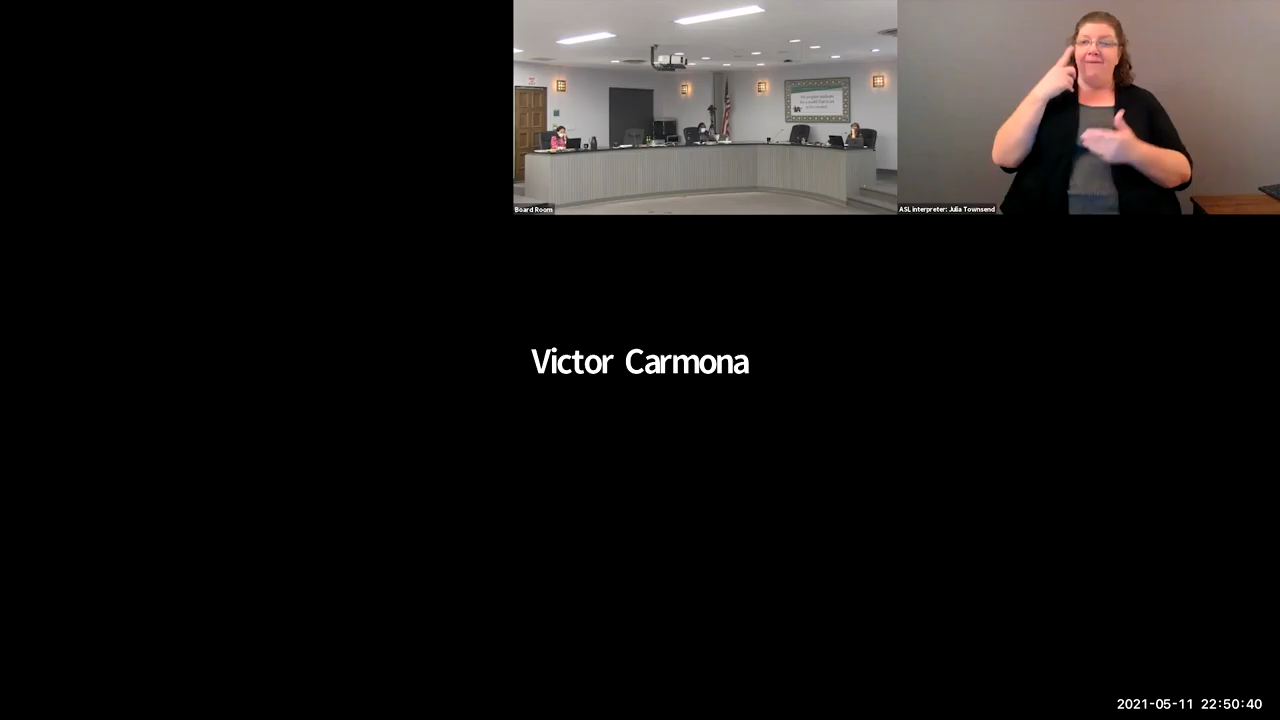 Board Room
ASL interpreter: Julia Townsend
Victor Carmona
2021-05-11 22:50:40